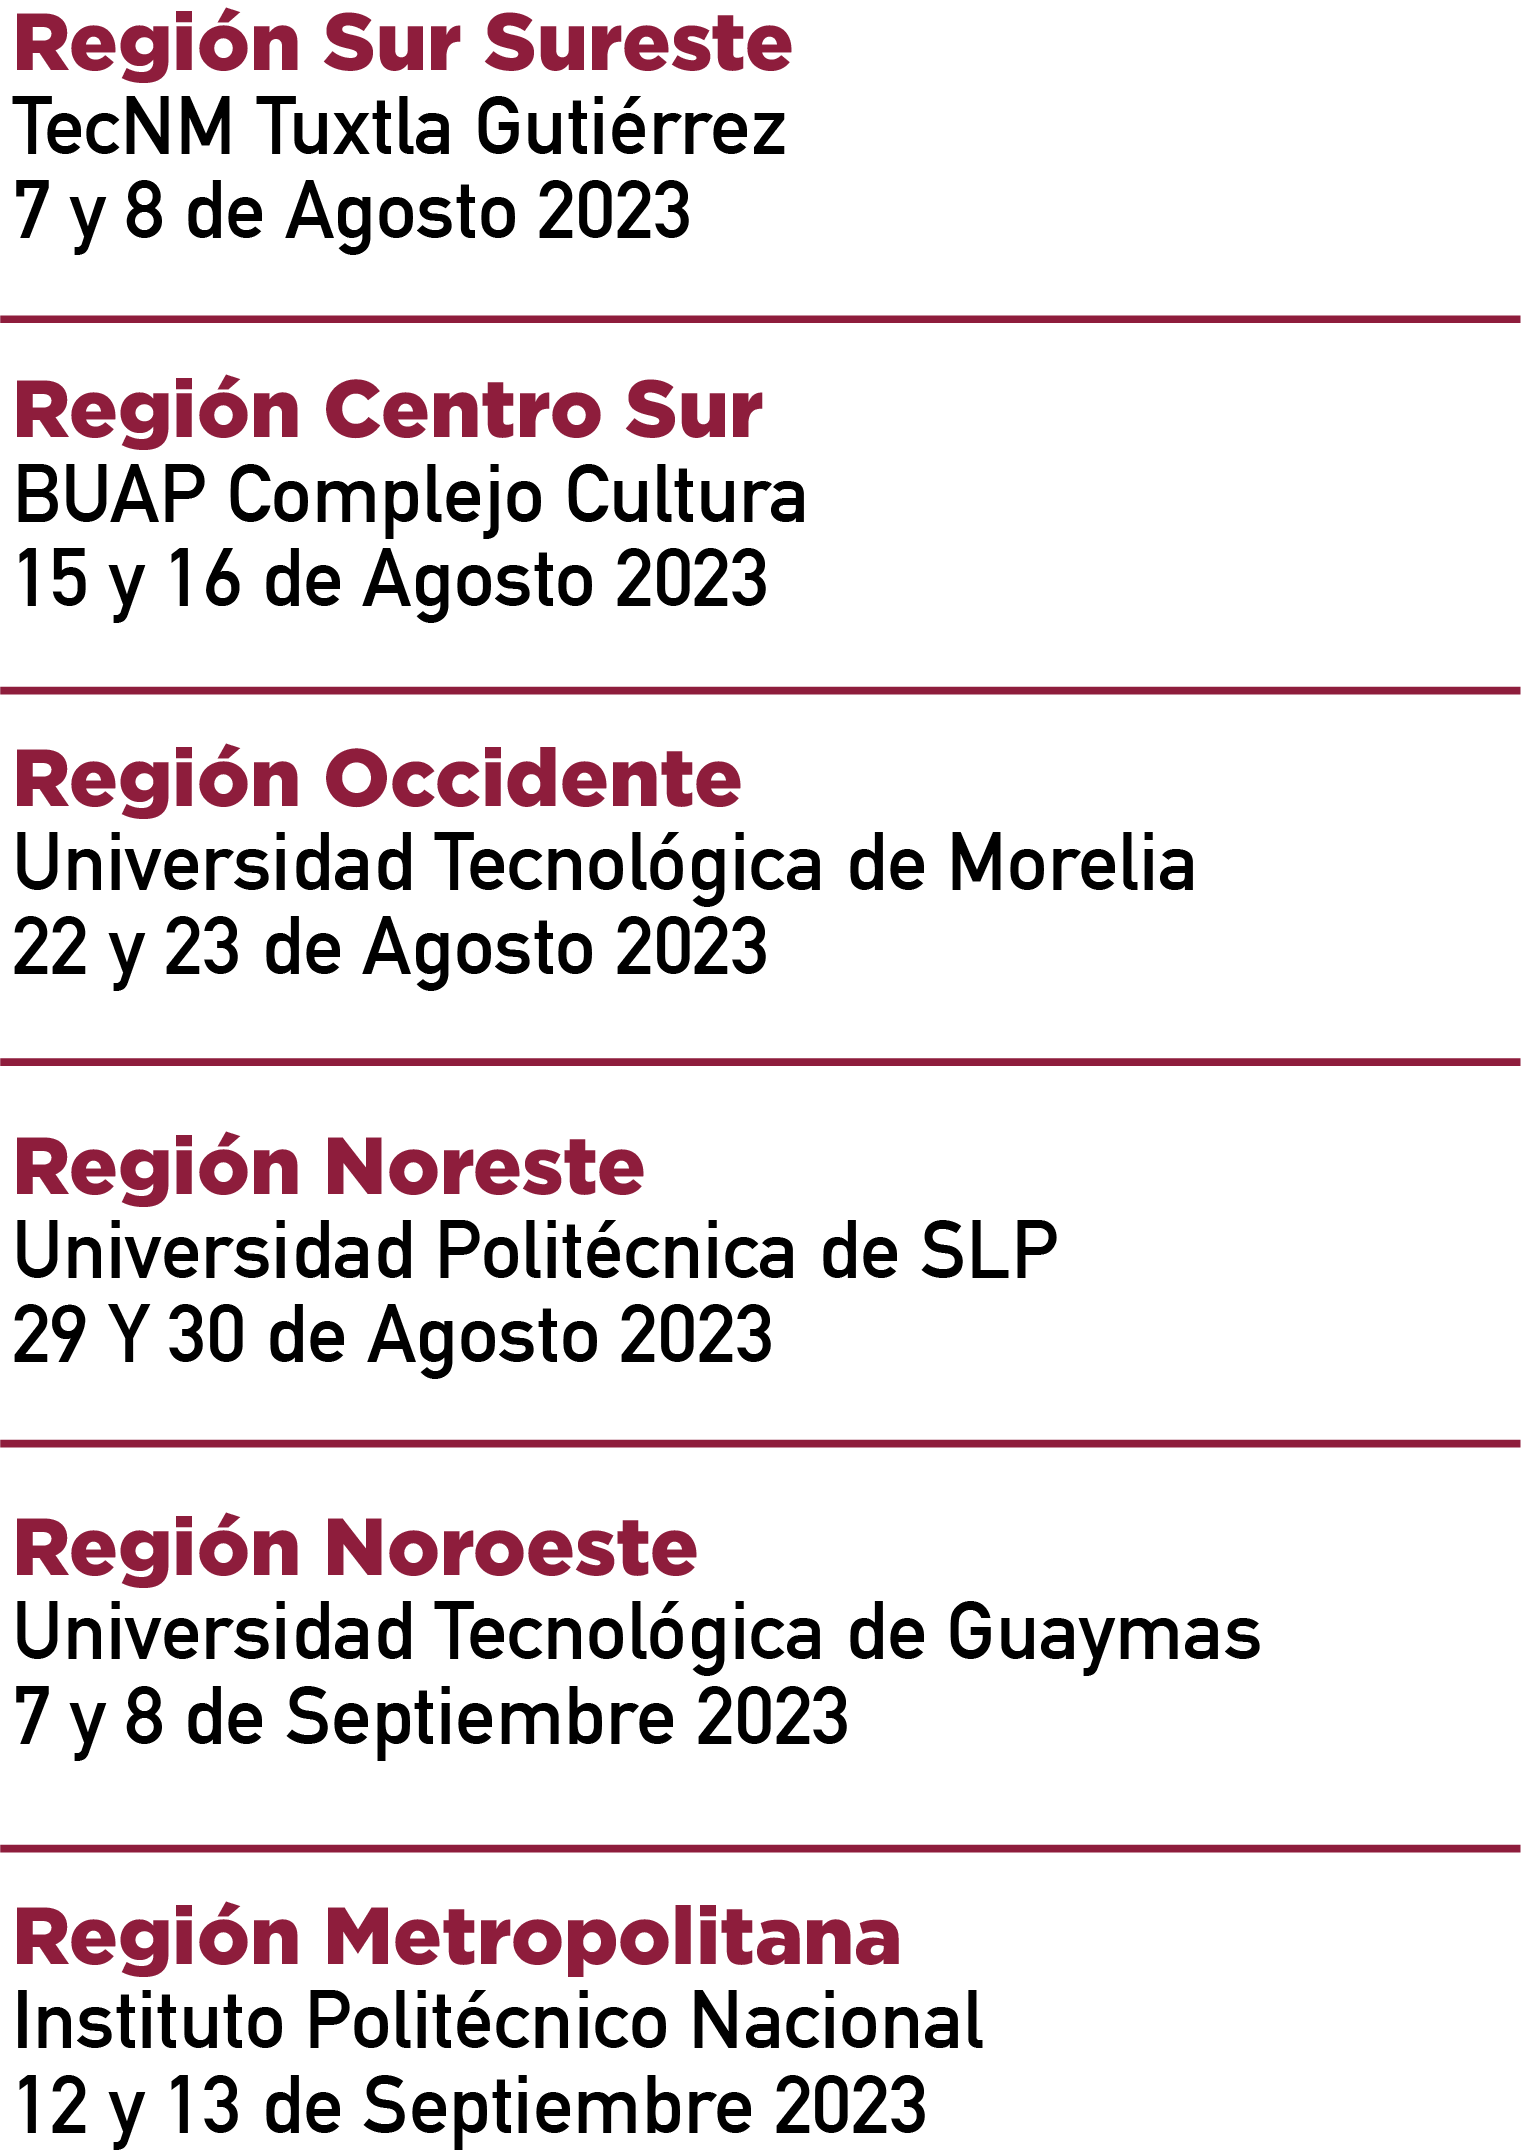 Región Sur Sureste
TecNM Tuxtla Gutiérrez
7 y 8 de Agosto 2023
Región Centro Sur
BUAP Complejo Cultura
15 y 16 de Agosto 2023
Región Occidente
Universidad Tecnológica de Morelia
22 y 23 de Agosto 2023
Región Noreste
Universidad Politécnica de SLP
29 Y 30 de Agosto 2023
Región Noroeste
Universidad Tecnológica de Guaymas
7 y 8 de Septiembre 2023
Región Metropolitana
Instituto Politécnico Nacional
12 y 13 de Septiembre 2023